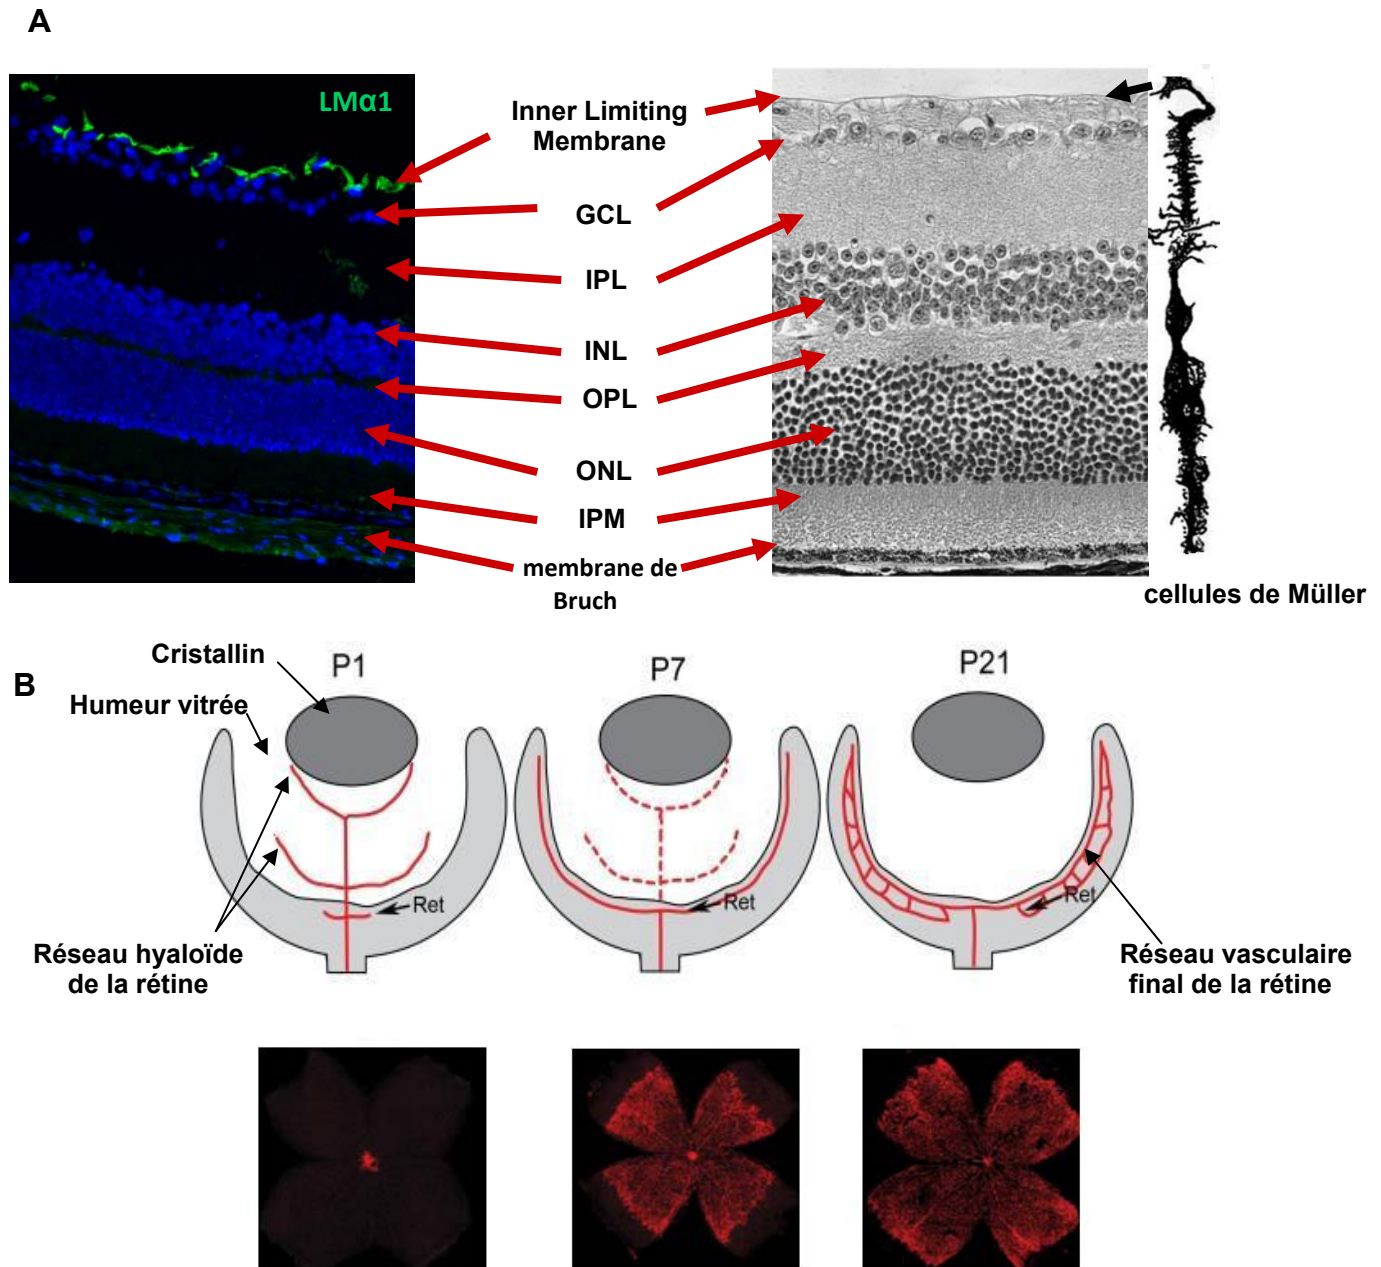 A
LMα1
Inner Limiting
Membrane
GCL
IPL
INL
OPL
ONL
IPM
membrane de
Bruch
cellules de Müller
B
Cristallin
Humeur vitrée
P1
P7
P21
Ret
Ret
Ret
Réseau hyaloïde
de la rétine
Réseau vasculaire
final de la rétine